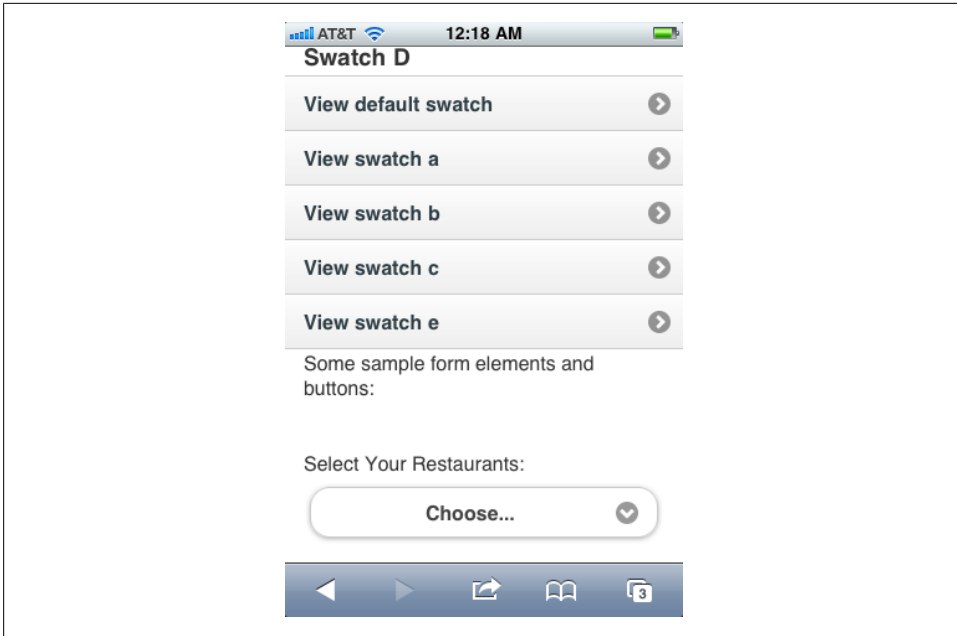 AT&T 12:18 AM
Swatch D
View default swatch
View swatch a
View swatch b
View swatch c
View swatch e
Some sample form elements and
buttons:
Select Your Restaurants:
Choose...
3